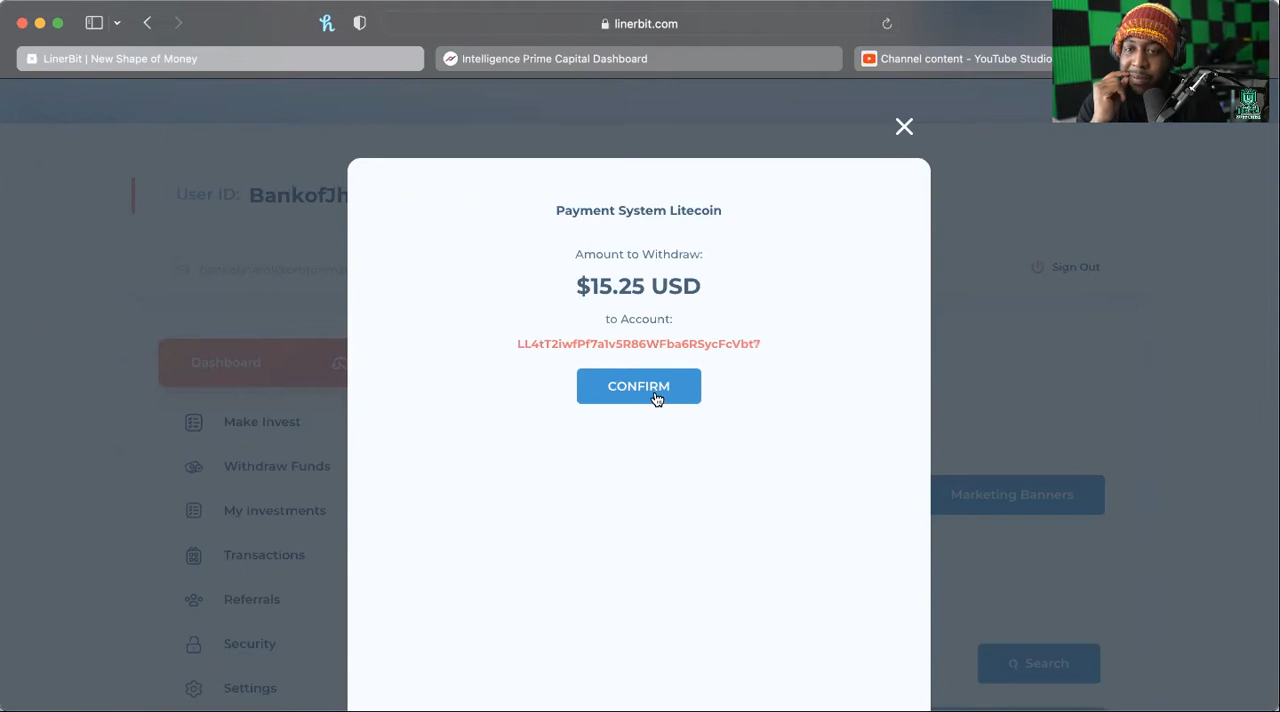 linerbit.com
LinerBit | New Shape of Money
Intelligence Prime Capital Dashboard
Channel content - YouTube Studio
User ID: BankofJh
Sign Out
Payment System Litecoin
Amount to Withdraw:
$15.25 USD
to Account:
LL4tT2iwfPf7a1v5R86WFba6RSycFcVbt7
CONFIRM
Dashboard
Make Invest
Withdraw Funds
My Investments
Transactions
Referrals
Security
Settings
Marketing Banners
Search